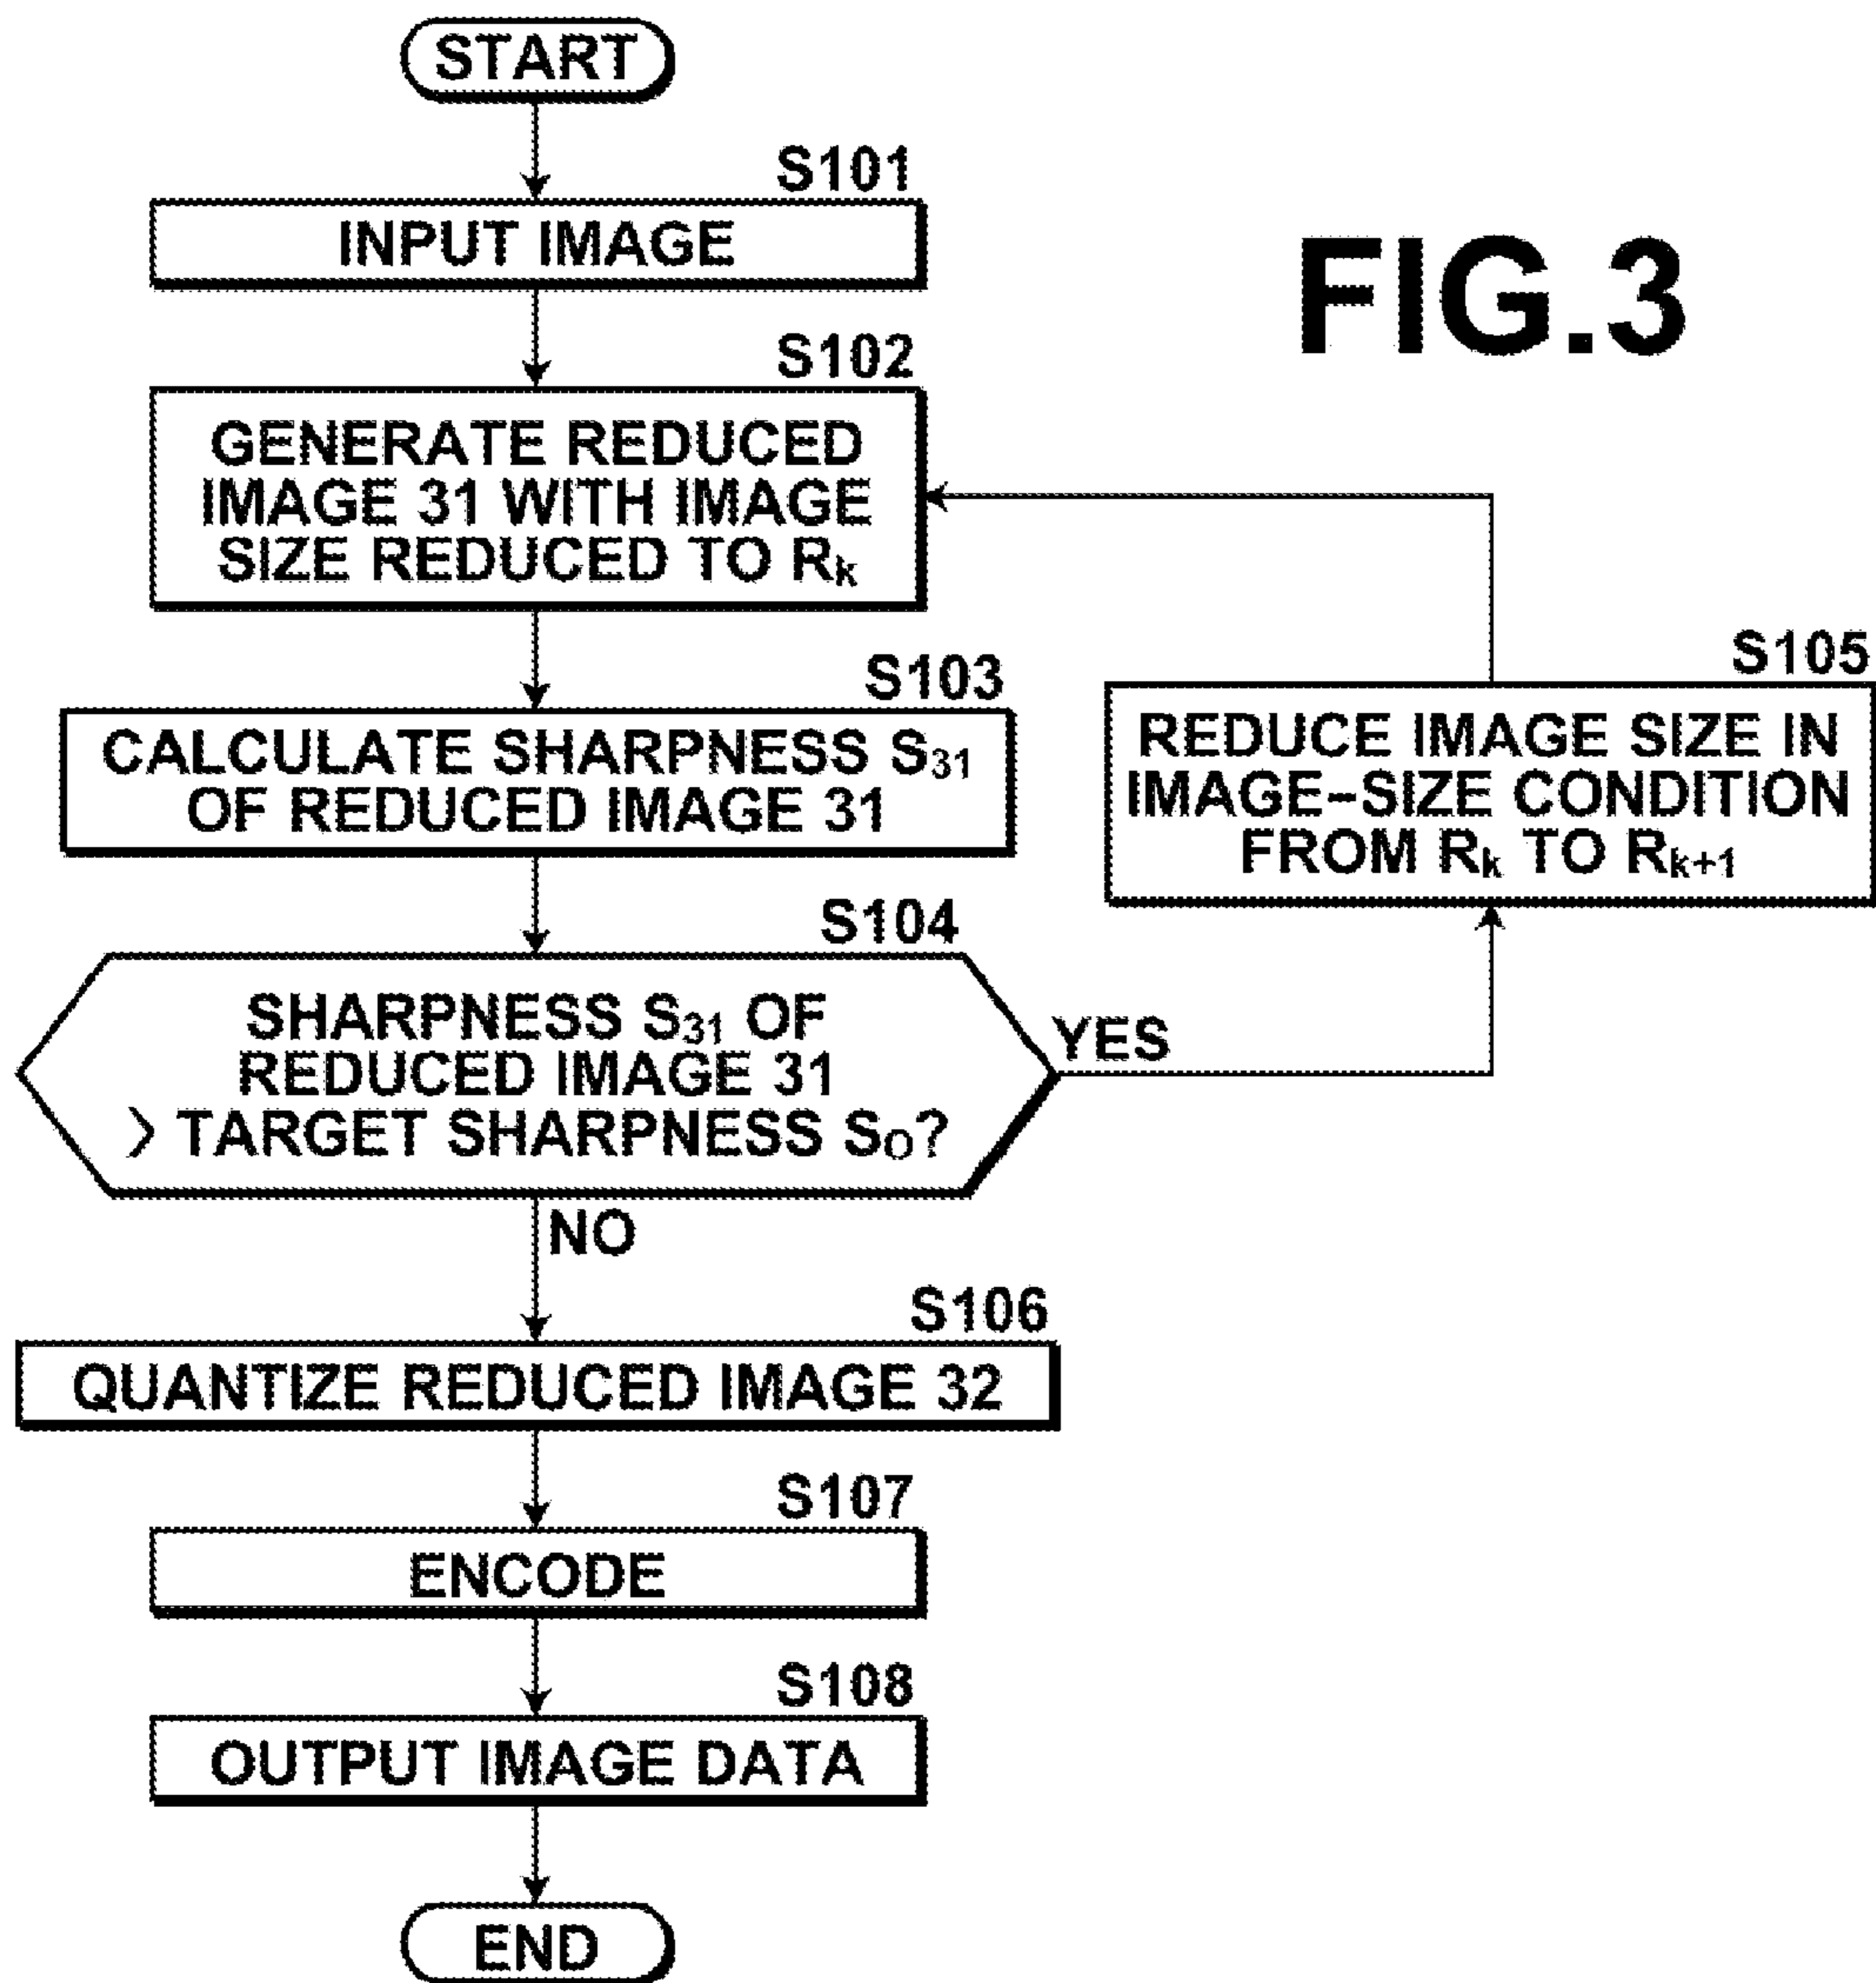 START
S101
INPUT IMAGE
FIG.3
S102
GENERATE REDUCED
IMAGE 31 WITH IMAGE
SIZE REDUCED TO Rk
S103
CALCULATE SHARPNESS S31
OF REDUCED IMAGE 31
S105
REDUCE IMAGE SIZE IN
IMAGE-SIZE CONDITION
FROM Rk TO Rk+1
S104
SHARPNESS S31 OF
REDUCED IMAGE 31
> TARGET SHARPNESS SO?
YES
NO
S106
QUANTIZE REDUCED IMAGE 32
S107
ENCODE
S108
OUTPUT IMAGE DATA
END